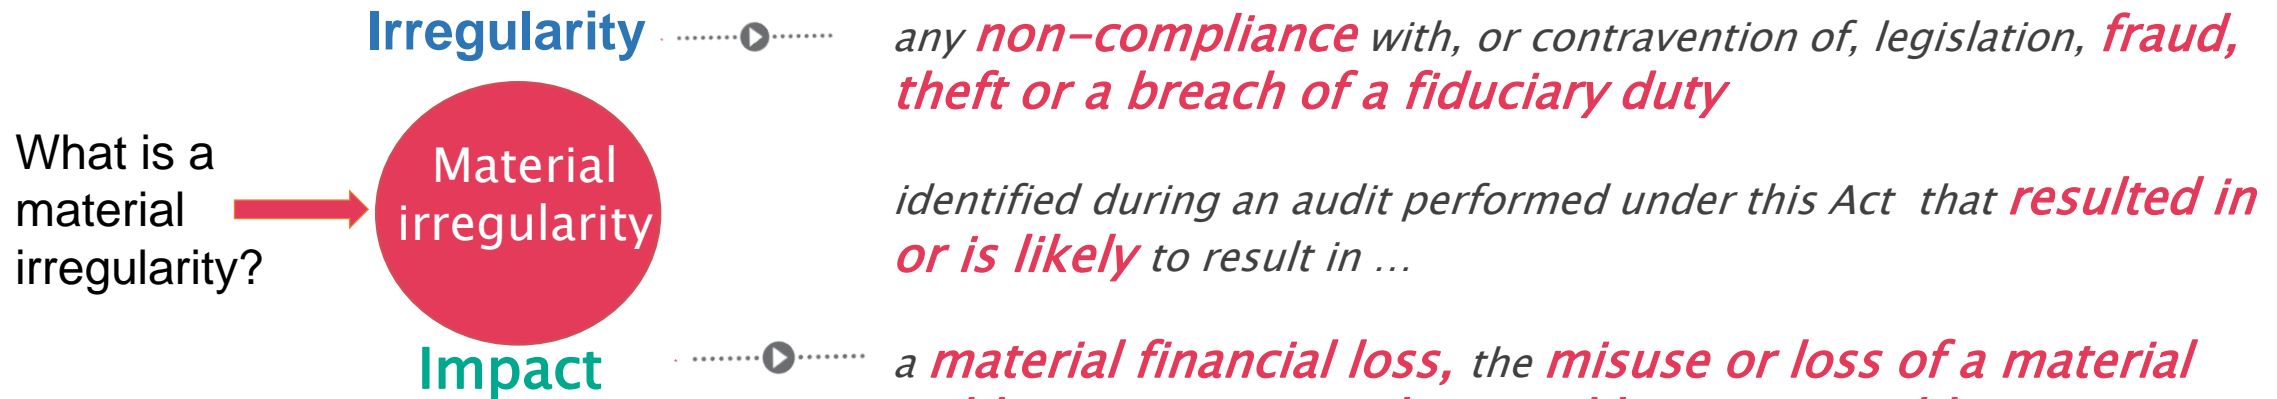 Irregularity
any non-compliance with, or contravention of, legislation, fraud,
theft or a breach of a fiduciary duty
What is a
material
irregularity?
Material
irregularity
identified during an audit performed under this Act that resulted in
or is likely to result in ...
Impact
a material financial loss, the misuse or loss of a material